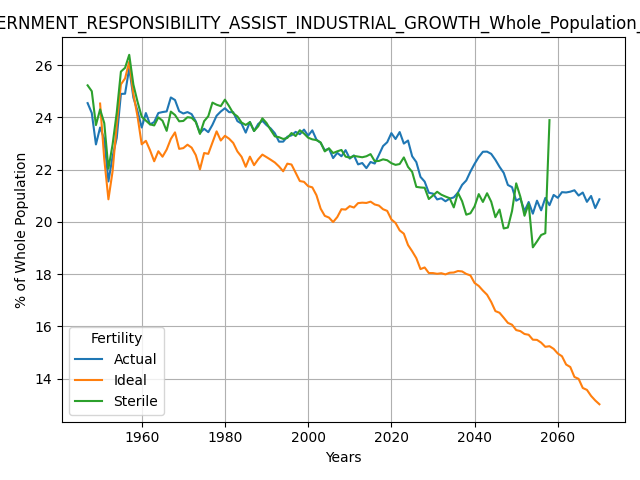 ERNMENT_RESPONSIBILITY_ASSIST_INDUSTRIAL_GROWTH_Whole_Population_
26
24
22
20
18
16
14
% of Whole Population
Fertility
Actual
Ideal
Sterile
1960 1980 2000 2020 2040 2060
Years